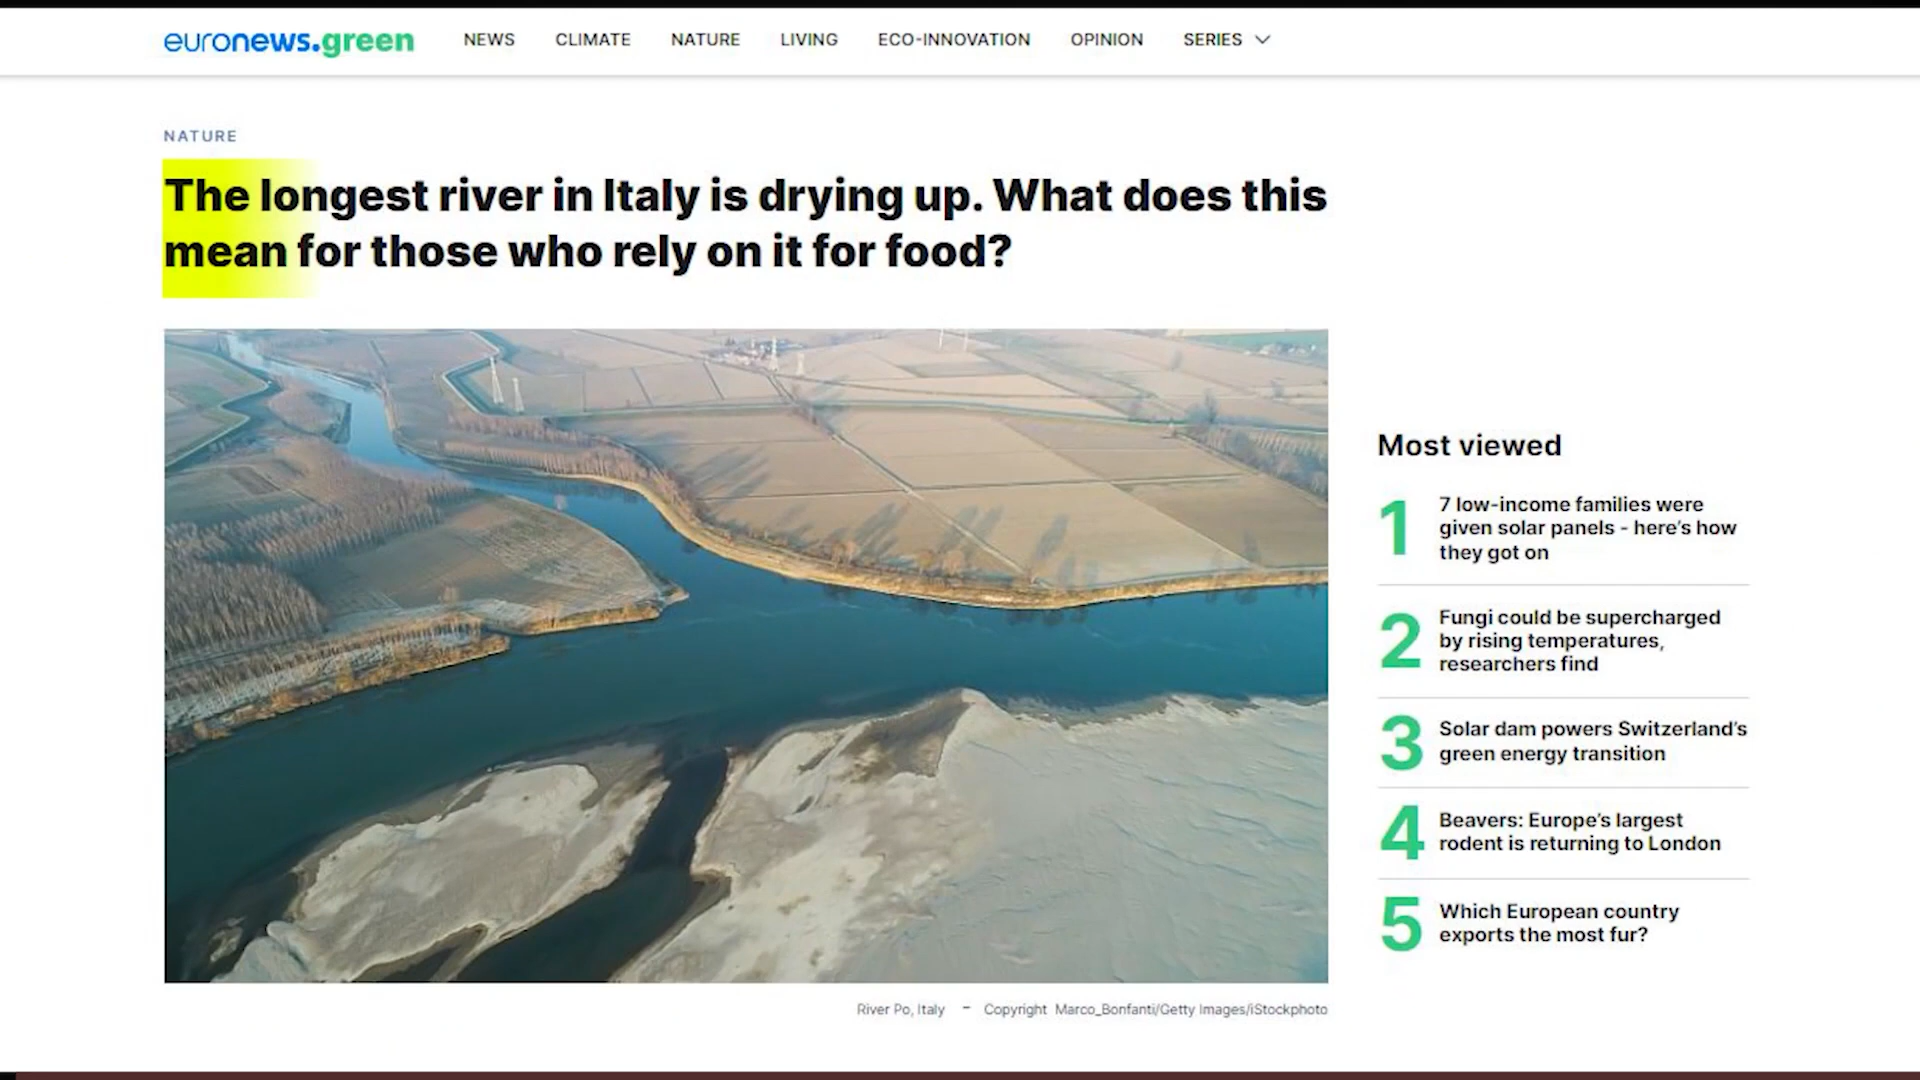 euronews.green NEWS CLIMATE NATURE LIVING ECO-INNOVATION OPINION SERIES
NATURE
The longest river in Italy is drying up. What does this
mean for those who rely on it for food?
River Po, Italy – Copyright Marco_Bonfanti/Getty Images/iStockphoto
Most viewed
1
7 low-income families were
given solar panels - here's how
they got on
2
Fungi could be supercharged
by rising temperatures,
researchers find
3
Solar dam powers Switzerland's
green energy transition
4
Beavers: Europe's largest
rodent is returning to London
5
Which European country
exports the most fur?